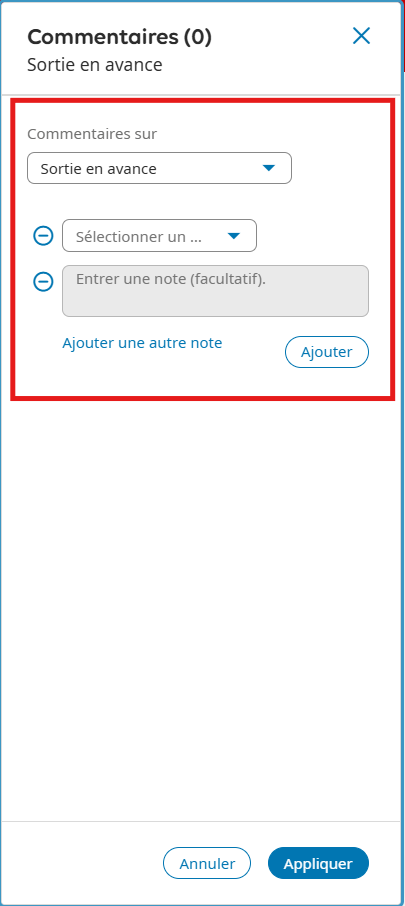 Commentaires (0)
Sortie en avance
Commentaires sur
Sortie en avance
Sélectionner un ...
Entrer une note (facultatif).
Ajouter une autre note
Ajouter
Annuler
Appliquer